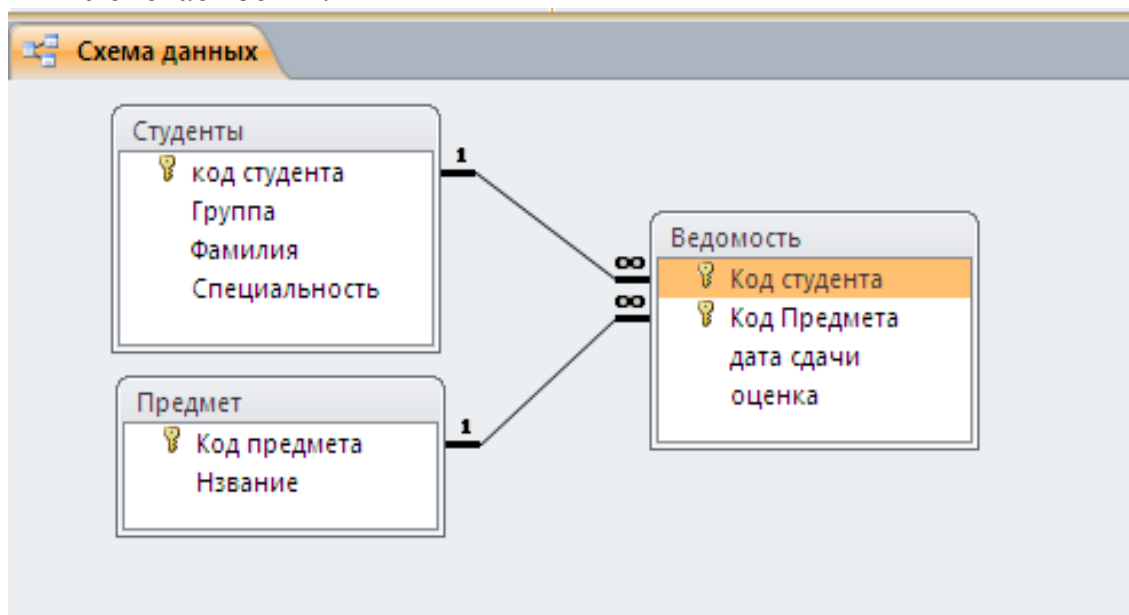 Схема данных
Студенты
код студента
Группа
Фамилия
Специальность
1
Ведомость
∞
Код студента
∞
Код Предмета
дата сдачи
оценка
Предмет
1
Код предмета
Нзвание